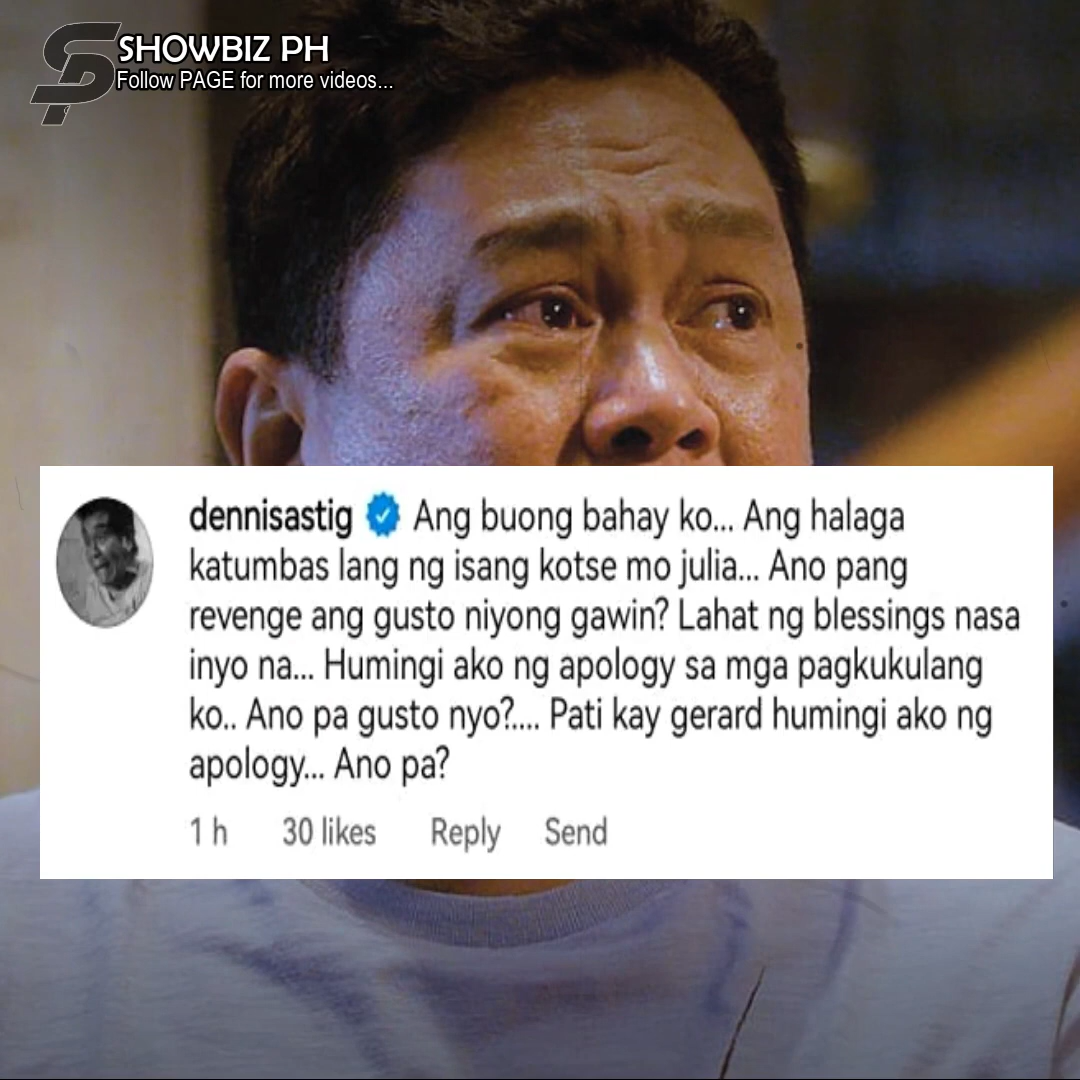 SHOWBIZ PH
Follow PAGE for more videos...
dennisastig Ang buong bahay ko... Ang halaga
katumbas lang ng isang kotse mo julia... Ano pang
revenge ang gusto niyong gawin? Lahat ng blessings nasa
inyo na... Humingi ako ng apology sa mga pagkukulang
ko.. Ano pa gusto nyo?.... Pati kay gerard humingi ako ng
apology... Ano pa?
1 h 30 likes Reply Send